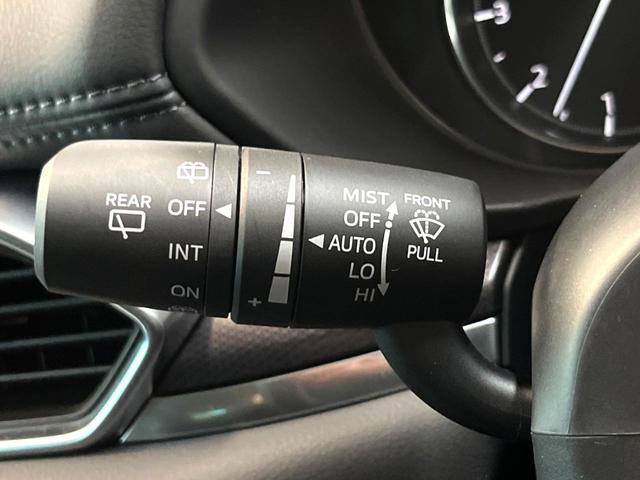 REAR
OFF
INT
ON
−
+
MIST
OFF
AUTO
LO
HI
FRONT
PULL
3
2
1